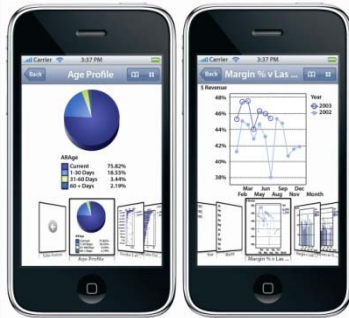 Carrier 3:37 PM
Back Age Profile
ARAge
Current 75.82%
1-30 Days 18.55%
31-60 Days 3.44%
60 + Days 2.19%
Age Profile
Carrier 3:37 PM
Back Margin % v Las ...
$ Revenue
48%
46%
44%
42%
40%
38%
Year
2003
2002
Mar Jun Sep Dec
Feb May Aug Nov Month
Margin % v Las ...